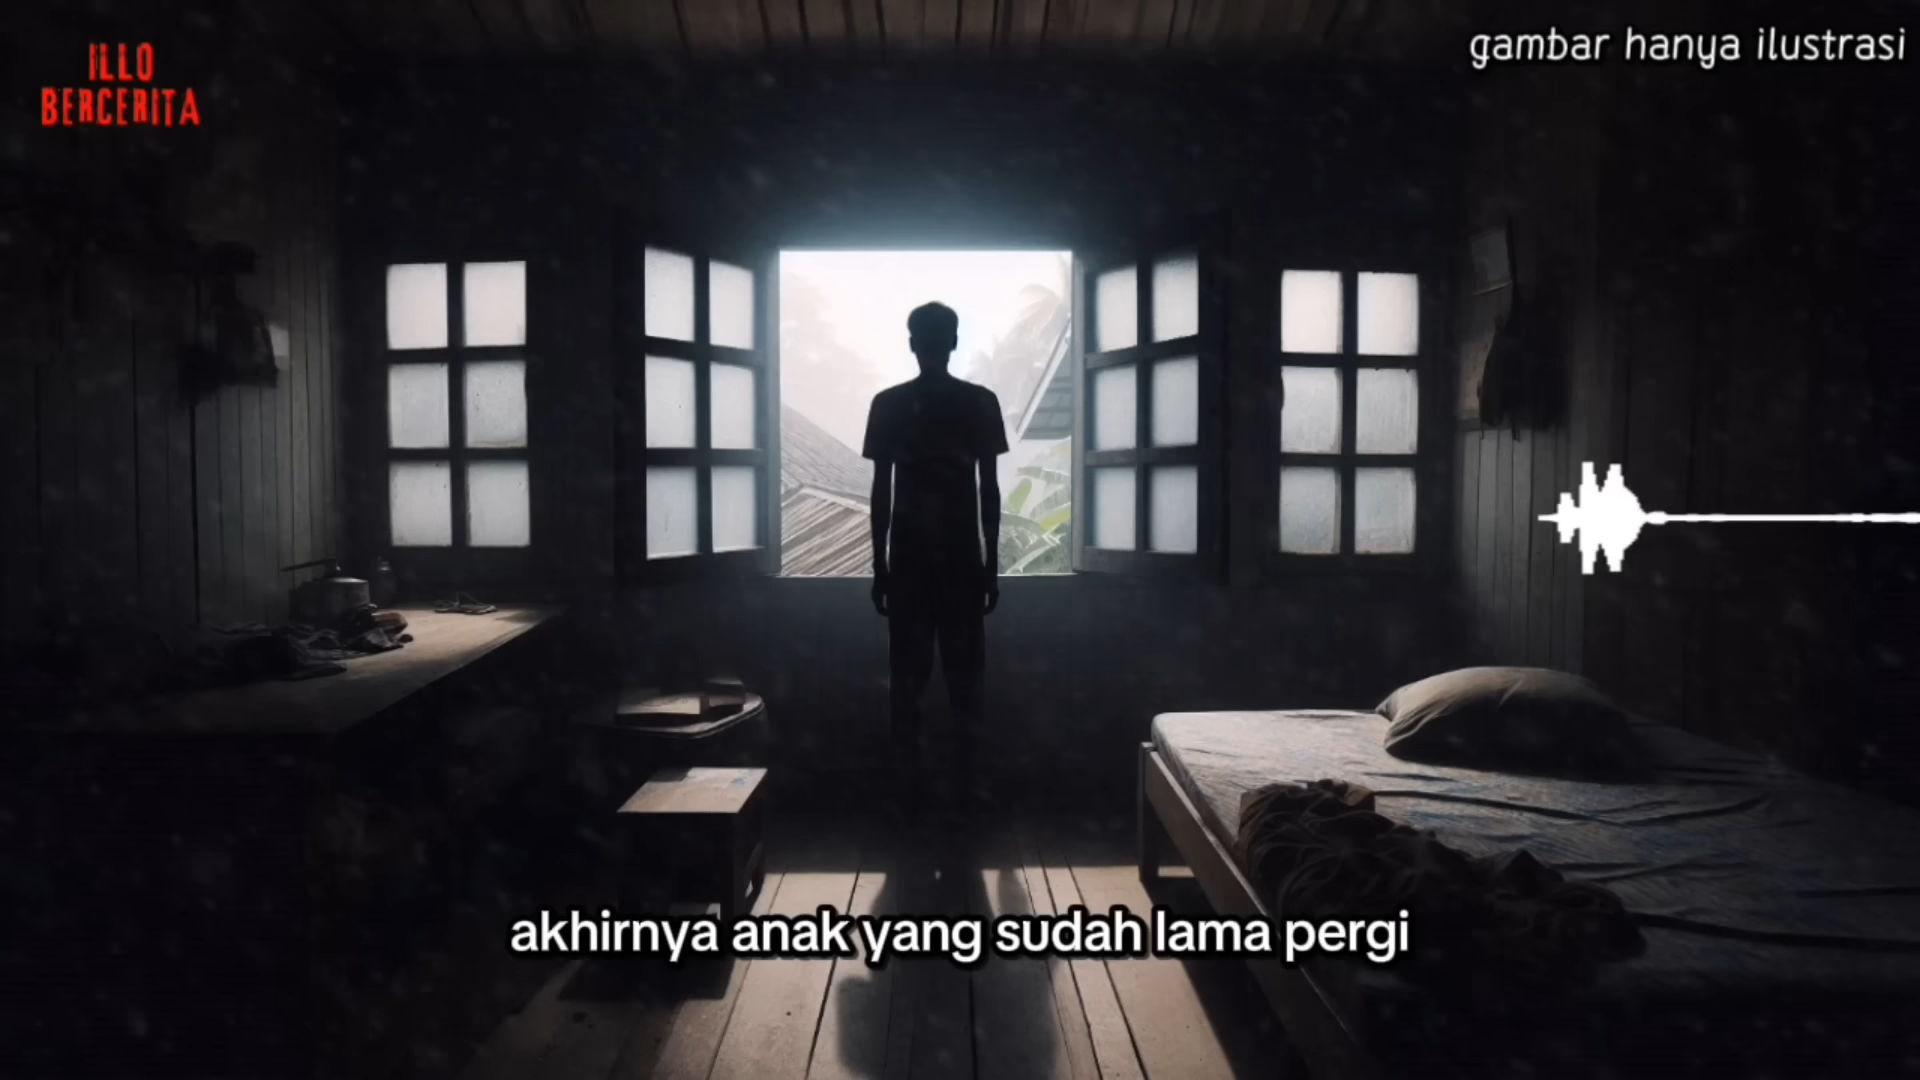 ILLO
BERCERITA
gambar hanya ilustrasi
akhirnya anak yang sudah lama pergi